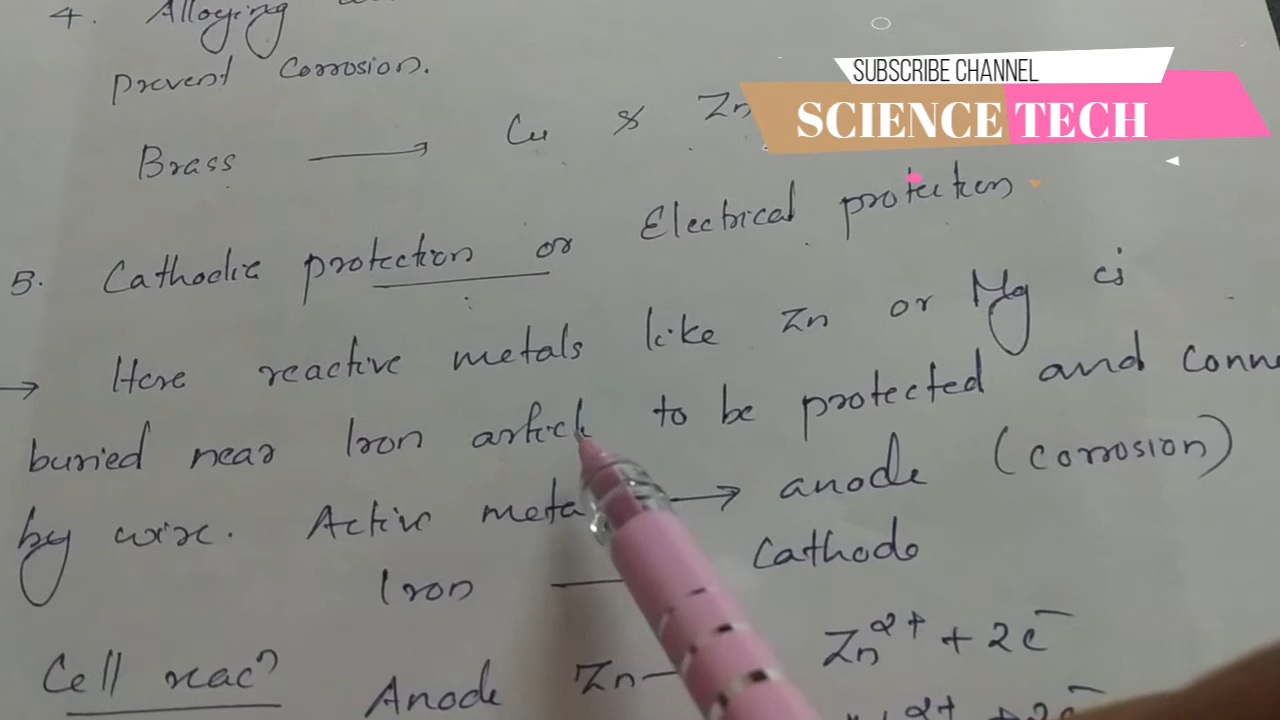 4. Alloying
prevent Corrosion.
SUBSCRIBE CHANNEL
SCIENCE TECH
Brass → Cu & Zn
5. Cathodic protection or Electrical protection
→ Here reactive metals like Zn or Mg is
buried near Iron article to be protected and conne
by wire. Active metal → anode (corrosion)
Iron — cathode
Cell reacn
Anode Zn — Zn²⁺ + 2e⁻